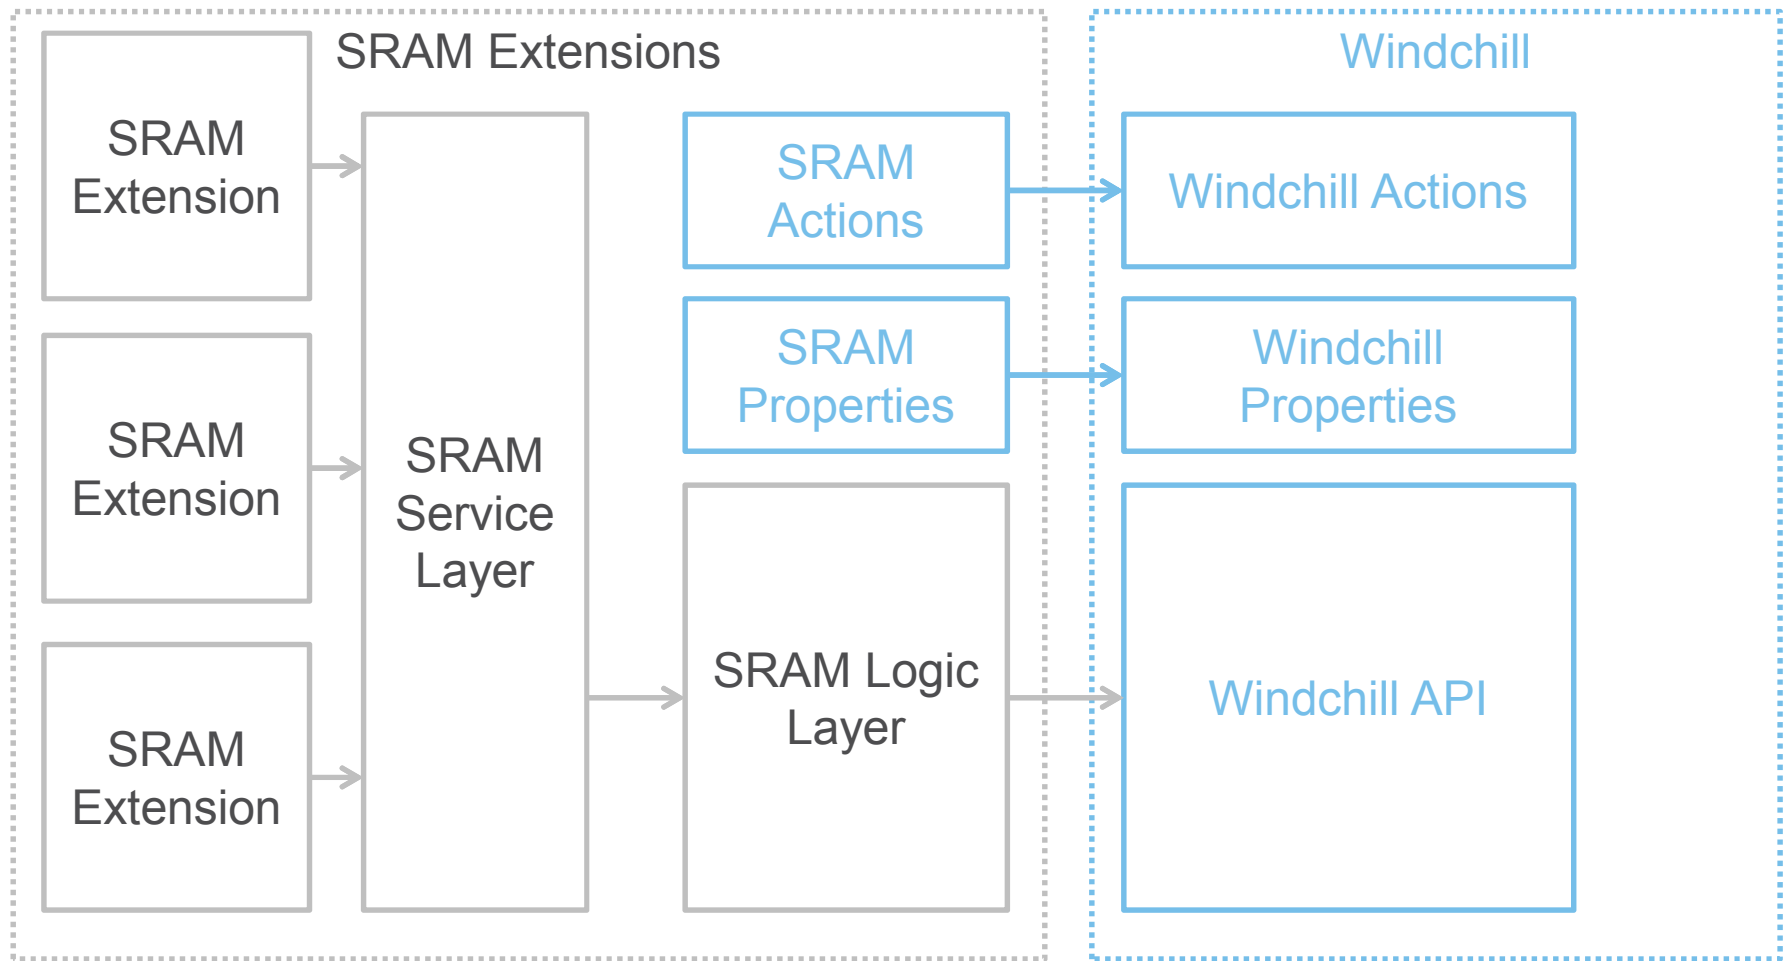 SRAM Extensions
SRAM
Extension
SRAM
Extension
SRAM
Extension
SRAM
Service
Layer
SRAM
Actions
SRAM
Properties
SRAM Logic
Layer
Windchill
Windchill Actions
Windchill
Properties
Windchill API